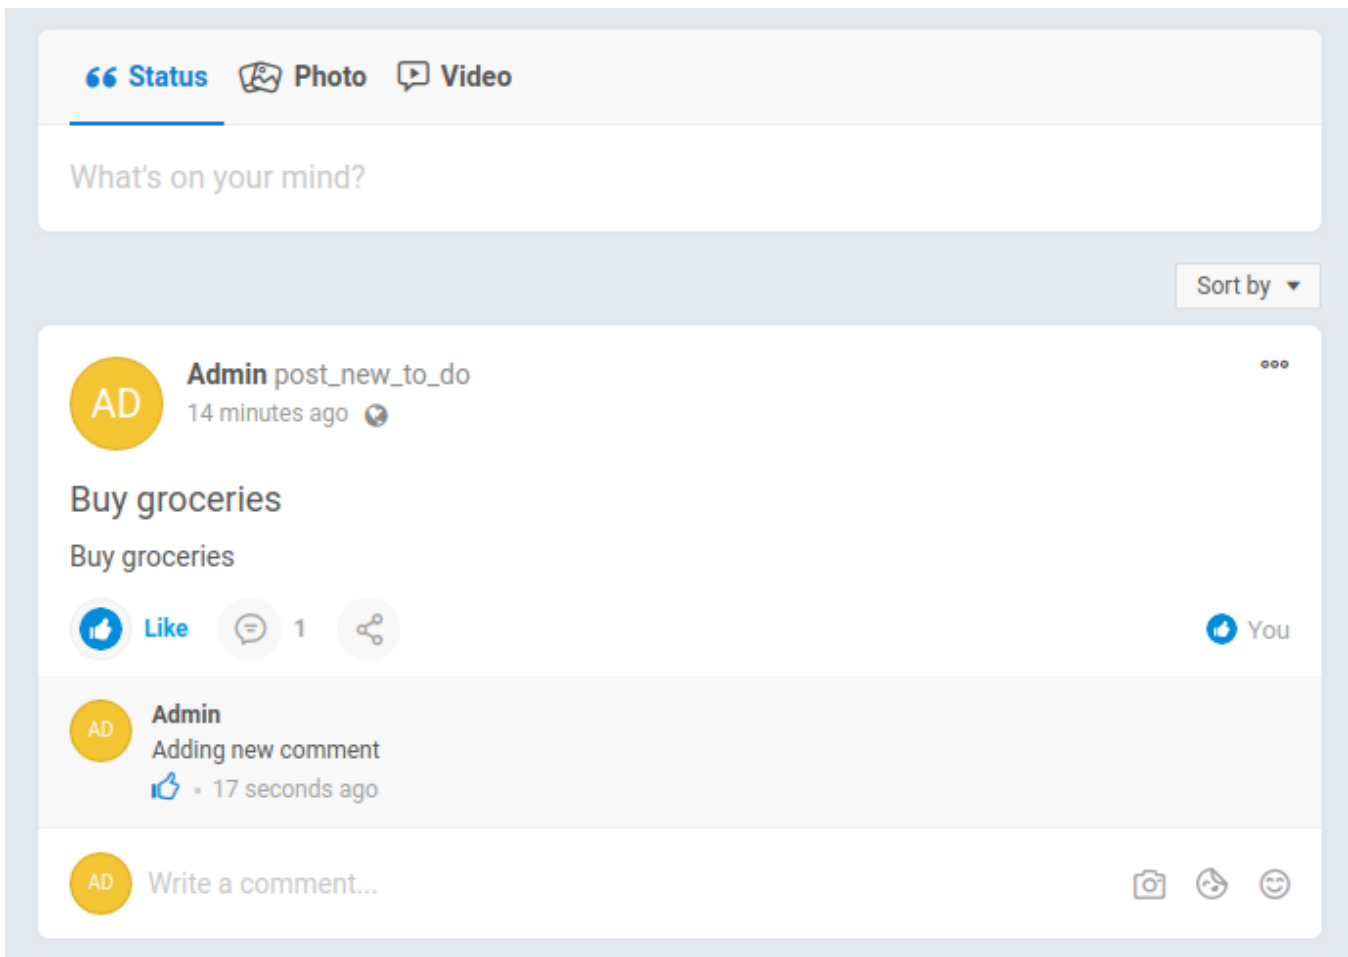 Status Photo Video
What's on your mind?
Sort by
AD
Admin post_new_to_do
14 minutes ago
Buy groceries
Buy groceries
Like 1 You
AD
Admin
Adding new comment
17 seconds ago
AD
Write a comment...